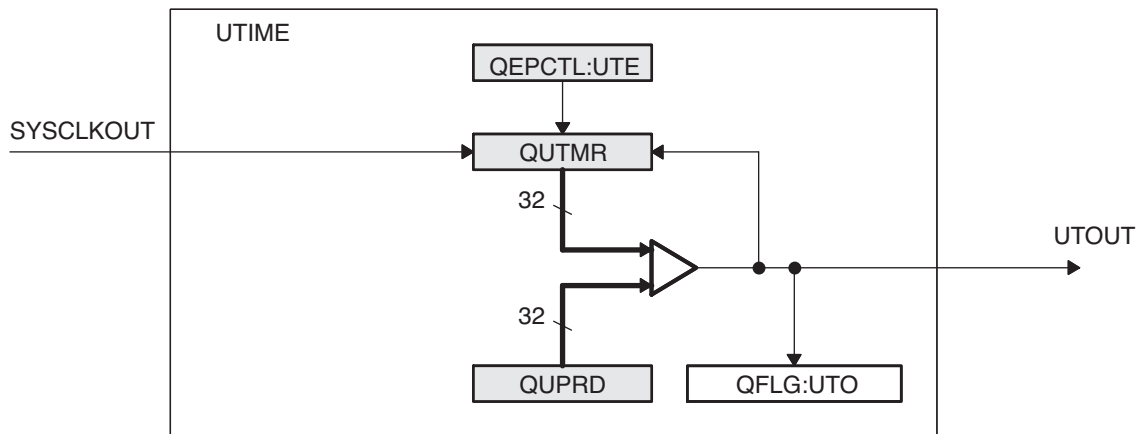 UTIME
QEPCTL:UTE
SYSCLKOUT
QUTMR
32
UTOUT
32
QUPRD
QFLG:UTO